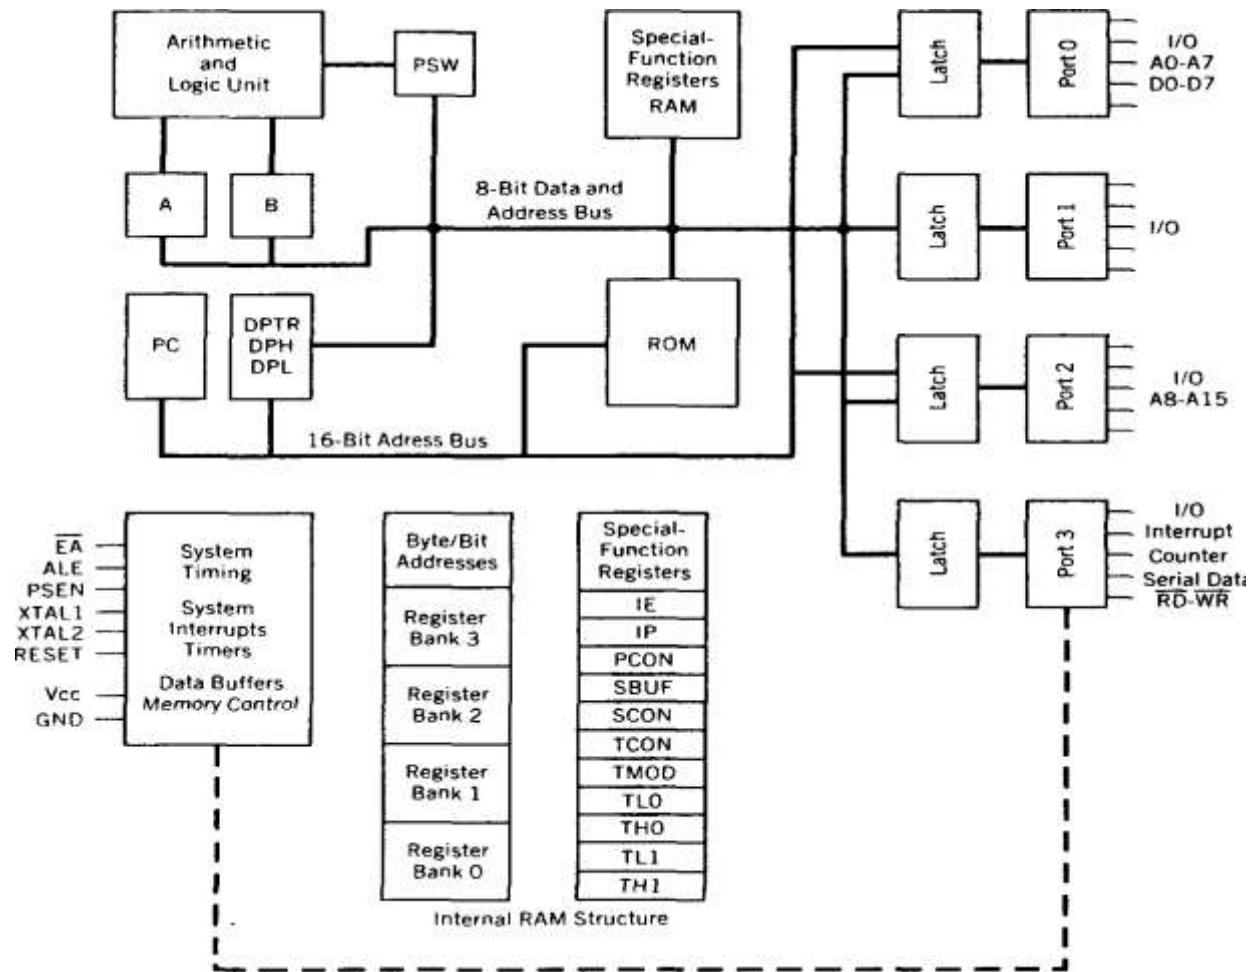 Arithmetic
and
Logic Unit
PSW
Special-
Function
Registers
RAM
Latch
Port 0
I/O
A0-A7
D0-D7
A
B
8-Bit Data and
Address Bus
Latch
Port 1
I/O
PC
DPTR
DPH
DPL
ROM
Latch
Port 2
I/O
A8-A15
16-Bit Adress Bus
EA
ALE
PSEN
XTAL1
XTAL2
RESET
Vcc
GND
System
Timing
System
Interrupts
Timers
Data Buffers
Memory Control
Byte/Bit
Addresses
Register
Bank 3
Register
Bank 2
Register
Bank 1
Register
Bank 0
Special-
Function
Registers
IE
IP
PCON
SBUF
SCON
TCON
TMOD
TL0
TH0
TL1
TH1
Internal RAM Structure
Latch
Port 3
I/O
Interrupt
Counter
Serial Data
RD-WR